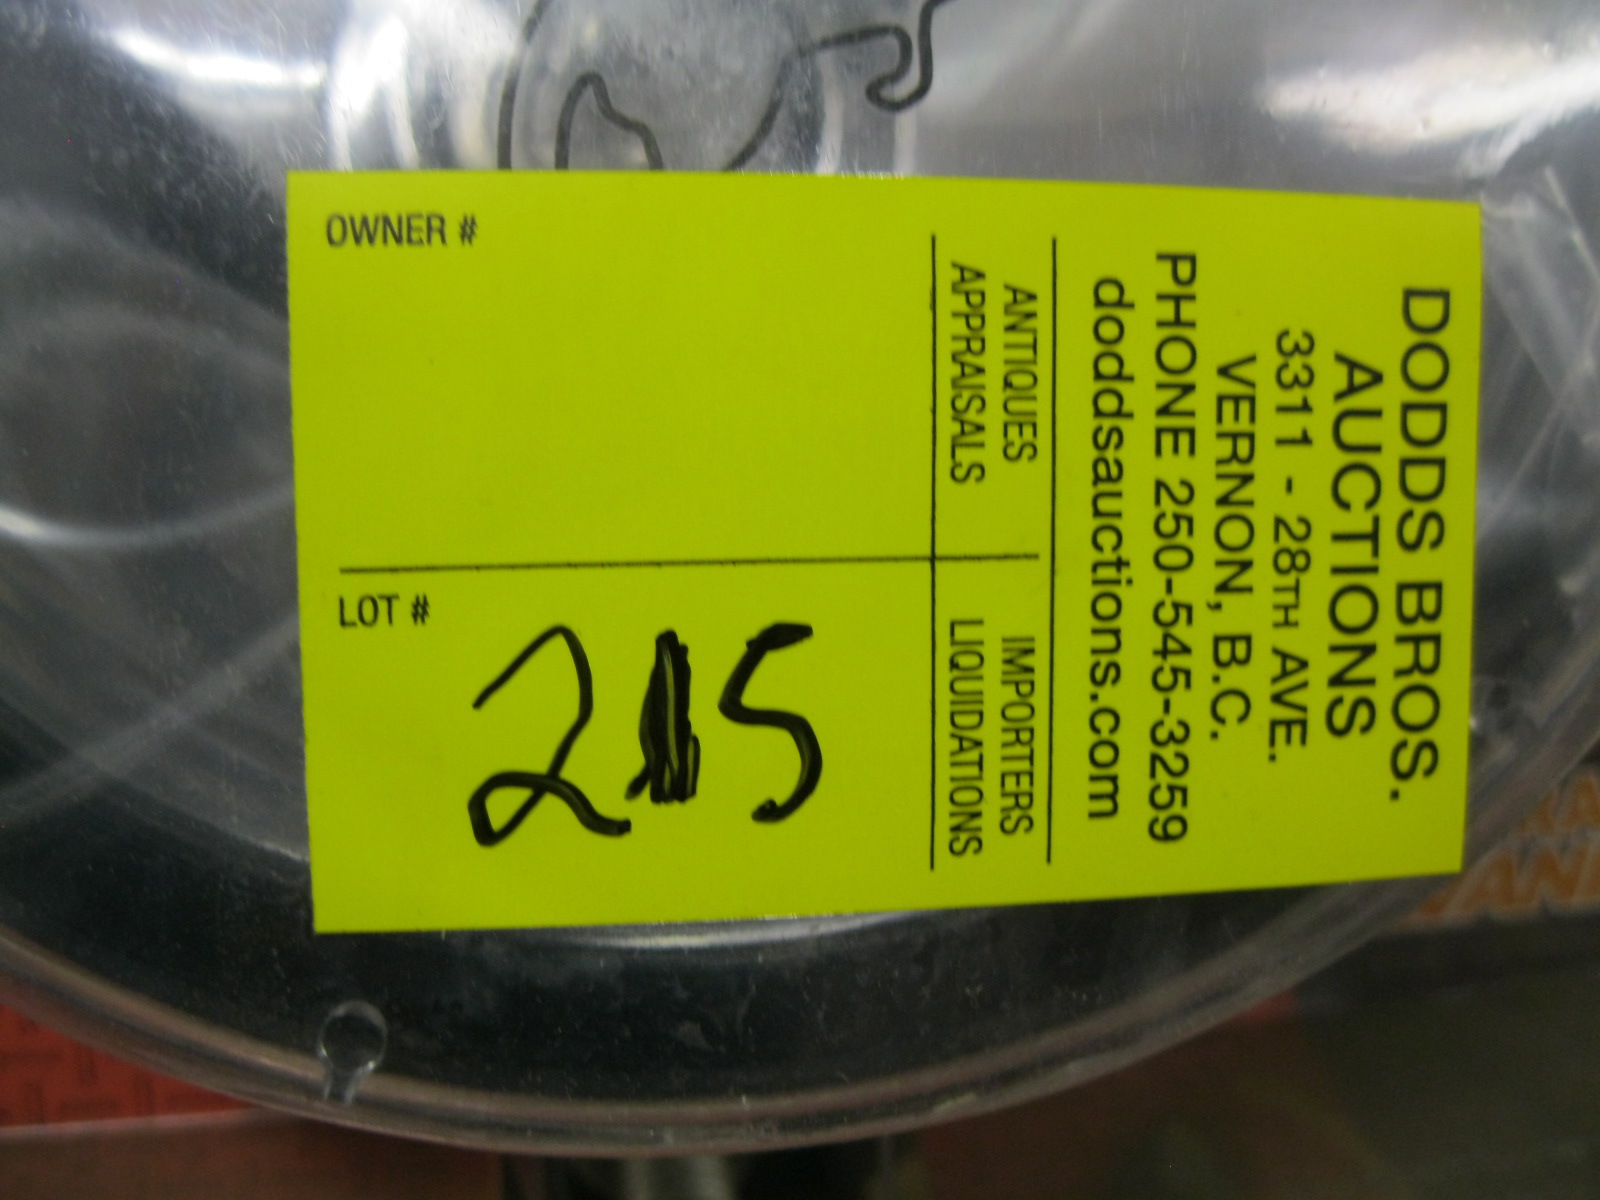 DODDS BROS.
AUCTIONS
3311 - 28TH AVE.
VERNON, B.C.
PHONE 250-545-3259
doddsauctions.com
ANTIQUES IMPORTERS
APPRAISALS LIQUIDATIONS
OWNER #
LOT #
215